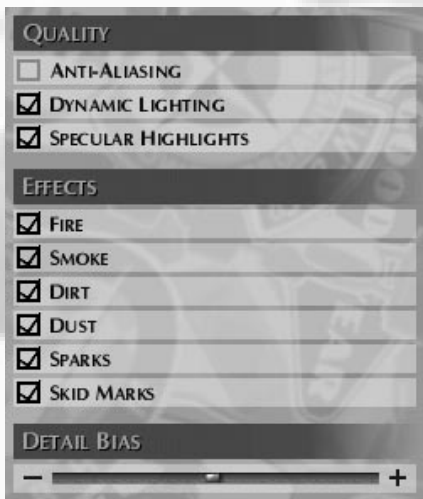 QUALITY
ANTI-ALIASING
DYNAMIC LIGHTING
SPECULAR HIGHLIGHTS
EFFECTS
FIRE
SMOKE
DIRT
DUST
SPARKS
SKID MARKS
DETAIL BIAS
− +